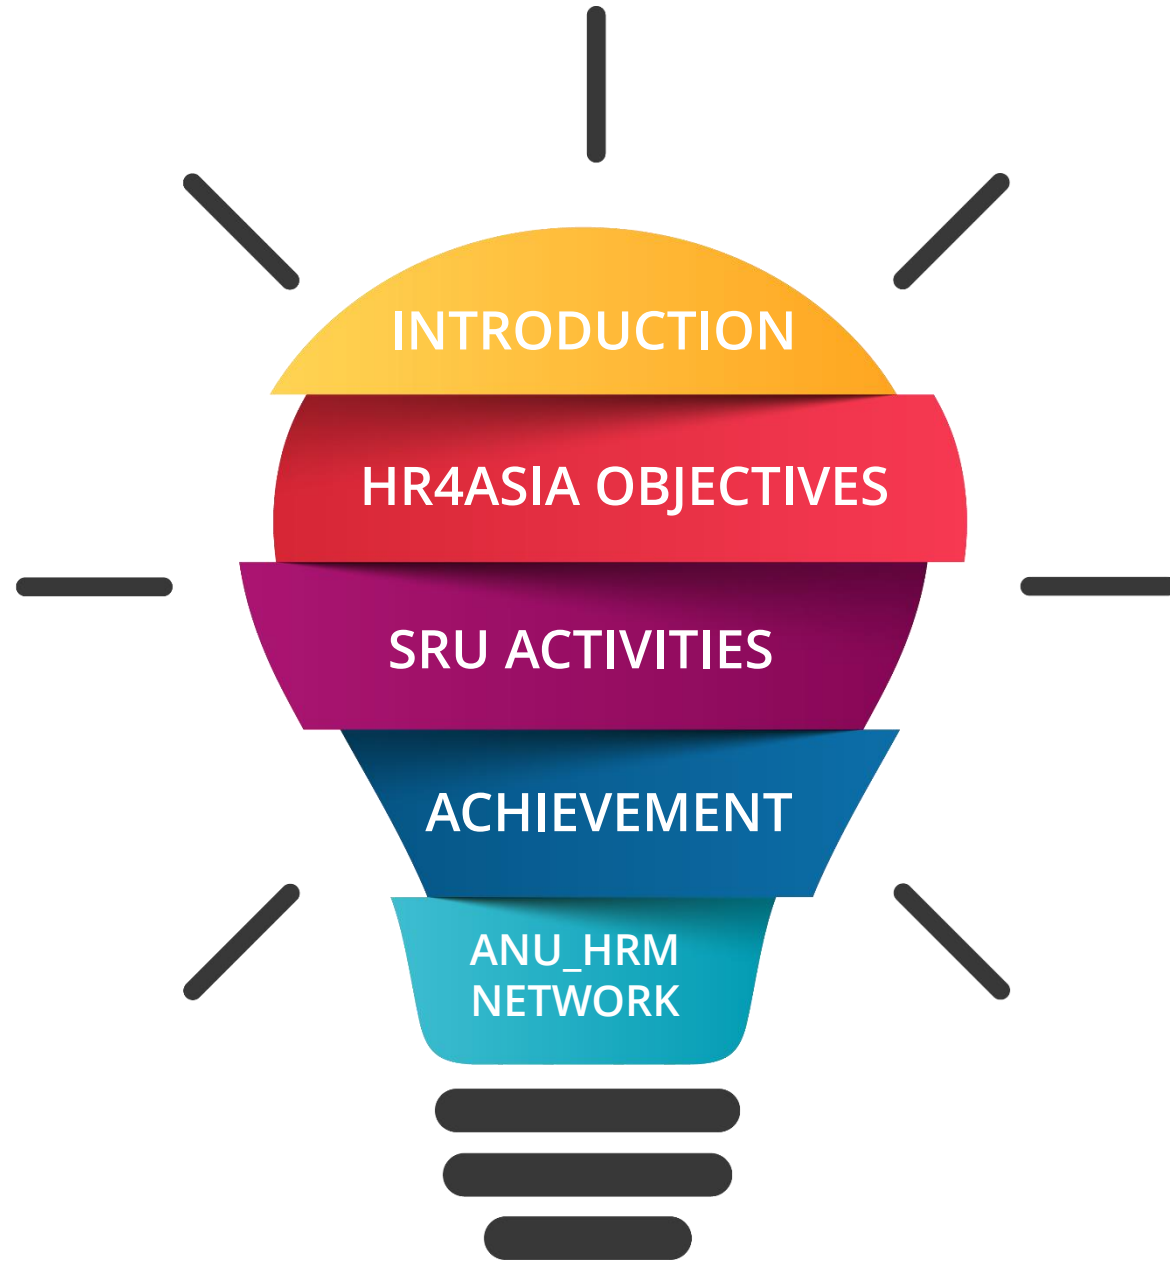 INTRODUCTION
HR4ASIA OBJECTIVES
SRU ACTIVITIES
ACHIEVEMENT
ANU_HRM
NETWORK